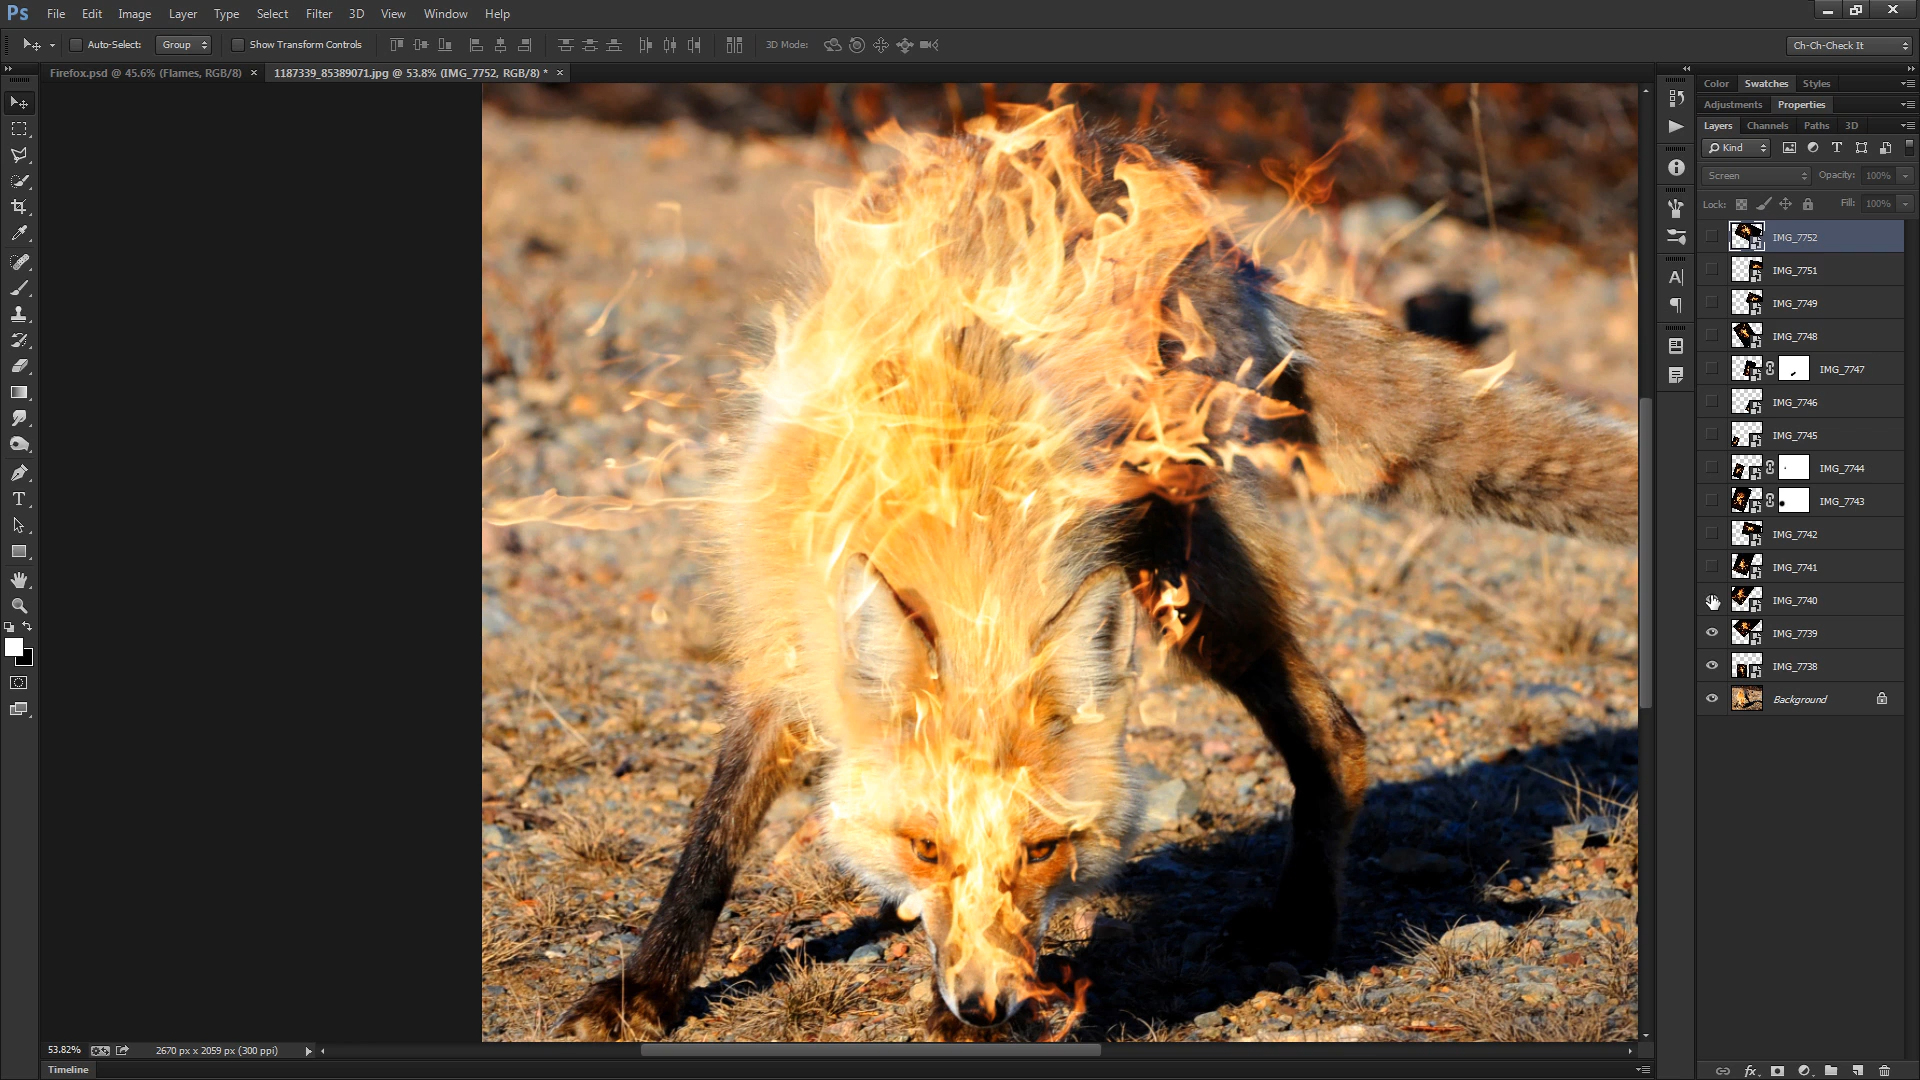 Ps File Edit Image Layer Type Select Filter 3D View Window Help
Auto-Select: Group Show Transform Controls 3D Mode: Ch-Ch-Check It
Firefox.psd @ 45.6% (Flames, RGB/8) × 1187339_85389071.jpg @ 53.8% (IMG_7752, RGB/8) * ×
Color Swatches Styles
Adjustments Properties
Layers Channels Paths 3D
Kind
Screen Opacity: 100%
Lock: Fill: 100%
IMG_7752
IMG_7751
IMG_7749
IMG_7748
IMG_7747
IMG_7746
IMG_7745
IMG_7744
IMG_7743
IMG_7742
IMG_7741
IMG_7740
IMG_7739
IMG_7738
Background
53.82% 2670 px x 2059 px (300 ppi)
Timeline